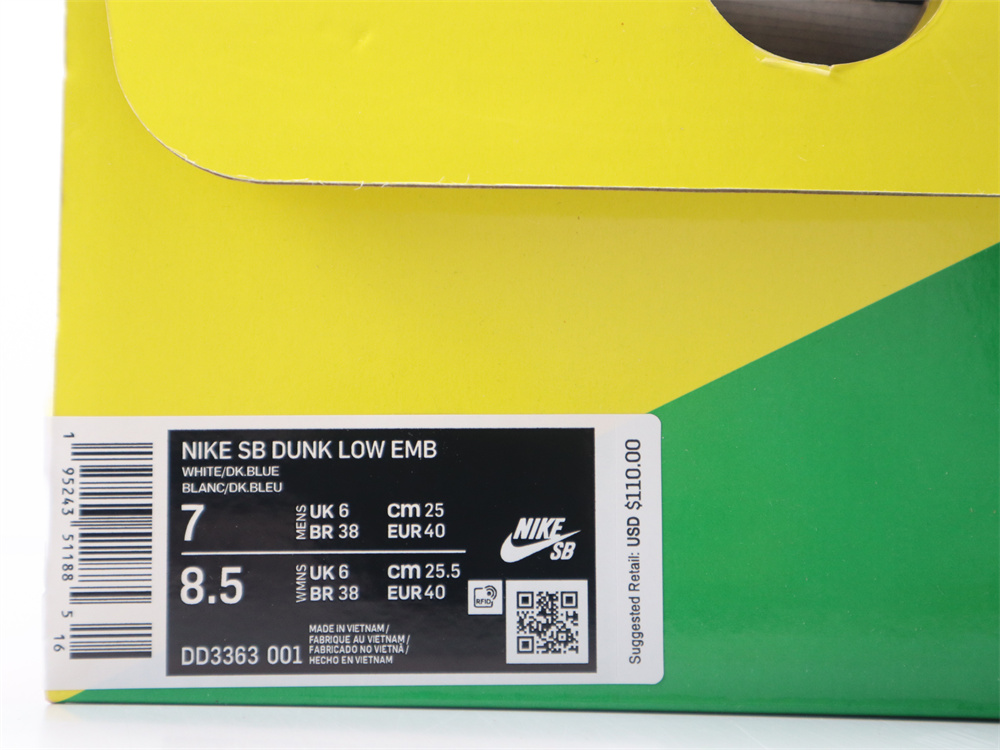 1 95243 51188 5 16
NIKE SB DUNK LOW EMB
WHITE/DK.BLUE
BLANC/DK.BLEU
7
MENS
UK 6
cm 25
BR 38
EUR 40
8.5
WMNS
UK 6
cm 25.5
BR 38
EUR 40
NIKE
SB
RFID
DD3363 001
MADE IN VIETNAM /
FABRIQUE AU VIETNAM /
FABRICADO NO VIETNÃ /
HECHO EN VIETNAM
Suggested Retail: USD $110.00